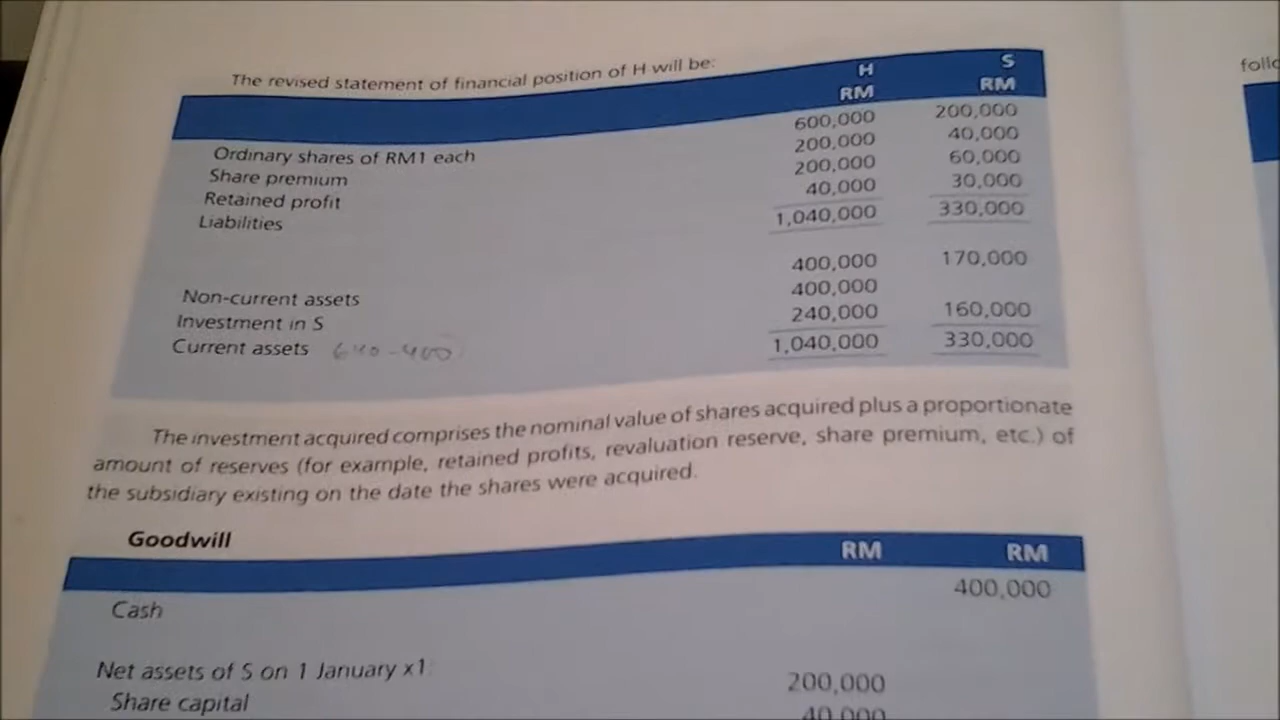 The revised statement of financial position of H will be:
H S
RM RM
Ordinary shares of RM1 each 600,000 200,000
Share premium 200,000 40,000
Retained profit 200,000 60,000
Liabilities 40,000 30,000
1,040,000 330,000
Non-current assets 400,000 170,000
Investment in S 400,000
Current assets 640-400 240,000 160,000
1,040,000 330,000
The investment acquired comprises the nominal value of shares acquired plus a proportionate
amount of reserves (for example, retained profits, revaluation reserve, share premium, etc.) of
the subsidiary existing on the date the shares were acquired.
Goodwill
RM RM
Cash 400,000
Net assets of S on 1 January x1
Share capital 200,000
40,000